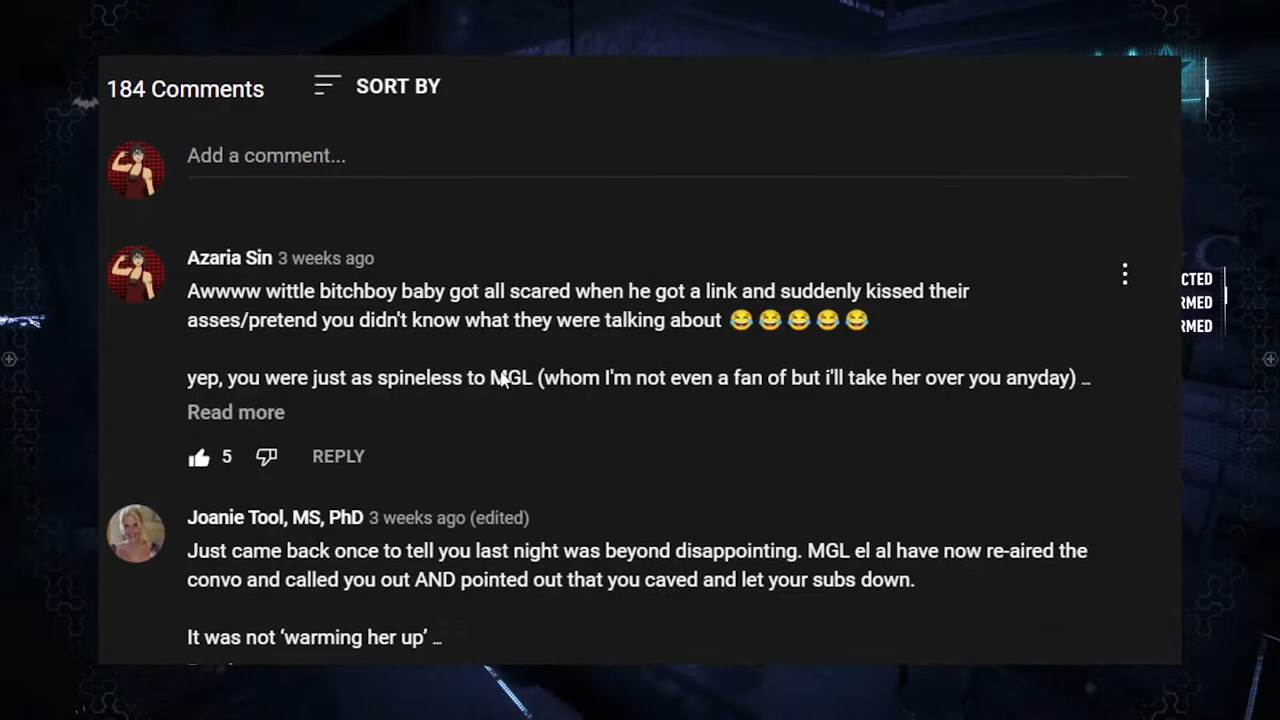 184 Comments
SORT BY
Add a comment...
Azaria Sin 3 weeks ago
Awwww wittle bitchboy baby got all scared when he got a link and suddenly kissed their
asses/pretend you didn't know what they were talking about 😂😂😂😂😂
yep, you were just as spineless to MGL (whom I'm not even a fan of but i'll take her over you anyday) ...
Read more
5
REPLY
Joanie Tool, MS, PhD 3 weeks ago (edited)
Just came back once to tell you last night was beyond disappointing. MGL el al have now re-aired the
convo and called you out AND pointed out that you caved and let your subs down.
It was not ‘warming her up’ ...
CTED
RMED
RMED